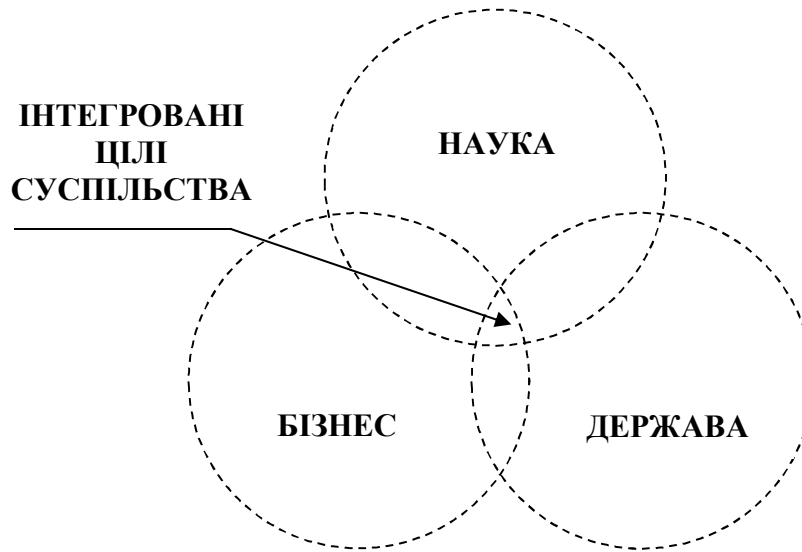 ІНТЕГРОВАНІ
ЦІЛІ
СУСПІЛЬСТВА
НАУКА
БІЗНЕС
ДЕРЖАВА